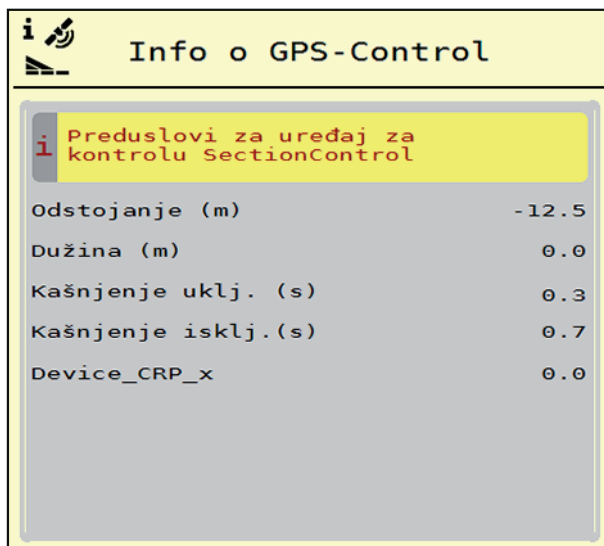 i
Info o GPS-Control
i
Preduslovi za uređaj za
kontrolu SectionControl
Odstojanje (m) -12.5
Dužina (m) 0.0
Kašnjenje uklj. (s) 0.3
Kašnjenje isklj.(s) 0.7
Device_CRP_x 0.0